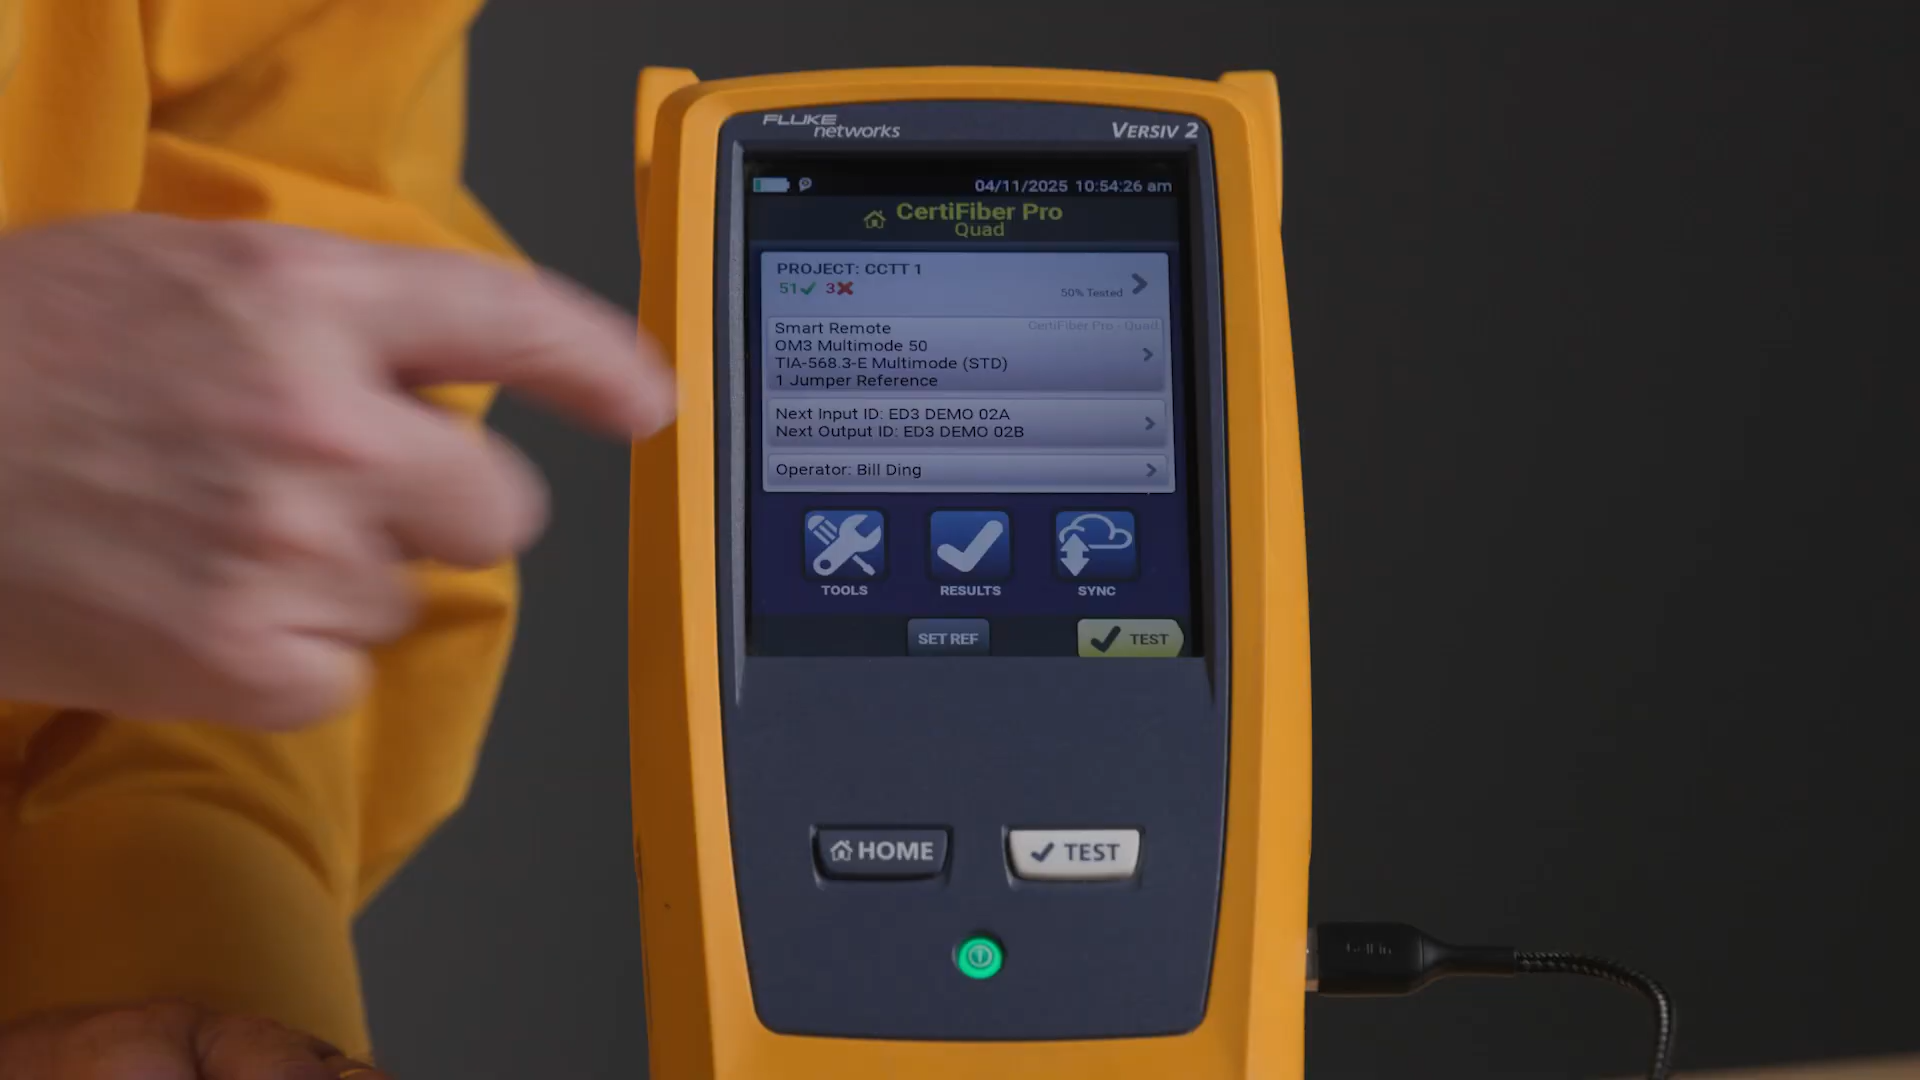 FLUKE
networks
VERSIV 2
04/11/2025 10:54:26 am
CertiFiber Pro
Quad
PROJECT: CCTT 1
51 3
50% Tested
Smart Remote
CertiFiber Pro - Quad
OM3 Multimode 50
TIA-568.3-E Multimode (STD)
1 Jumper Reference
Next Input ID: ED3 DEMO 02A
Next Output ID: ED3 DEMO 02B
Operator: Bill Ding
TOOLS
RESULTS
SYNC
SET REF
TEST
HOME
TEST